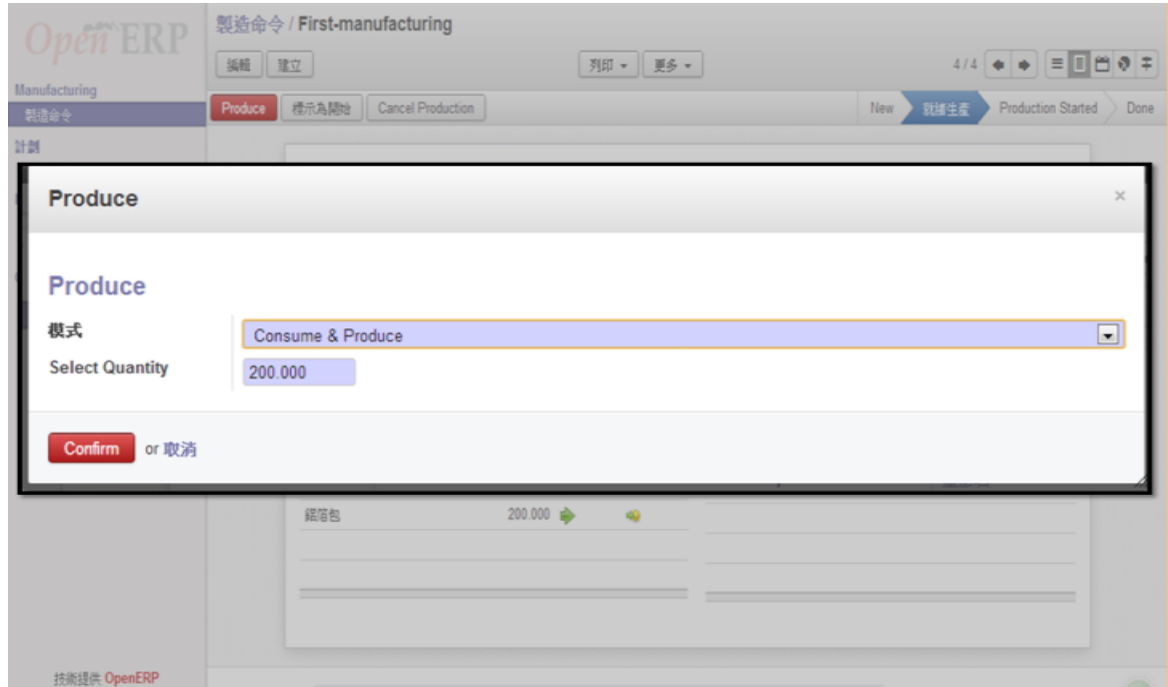 Open ERP
製造命令 / First-manufacturing
編輯 建立 列印 更多 4 / 4
Manufacturing
製造命令
Produce 標示為開始 Cancel Production New 就緒生產 Production Started Done
計劃
Produce ×
Produce
模式 Consume & Produce
Select Quantity 200.000
Confirm or 取消
鋁箔包 200.000
技術提供 OpenERP